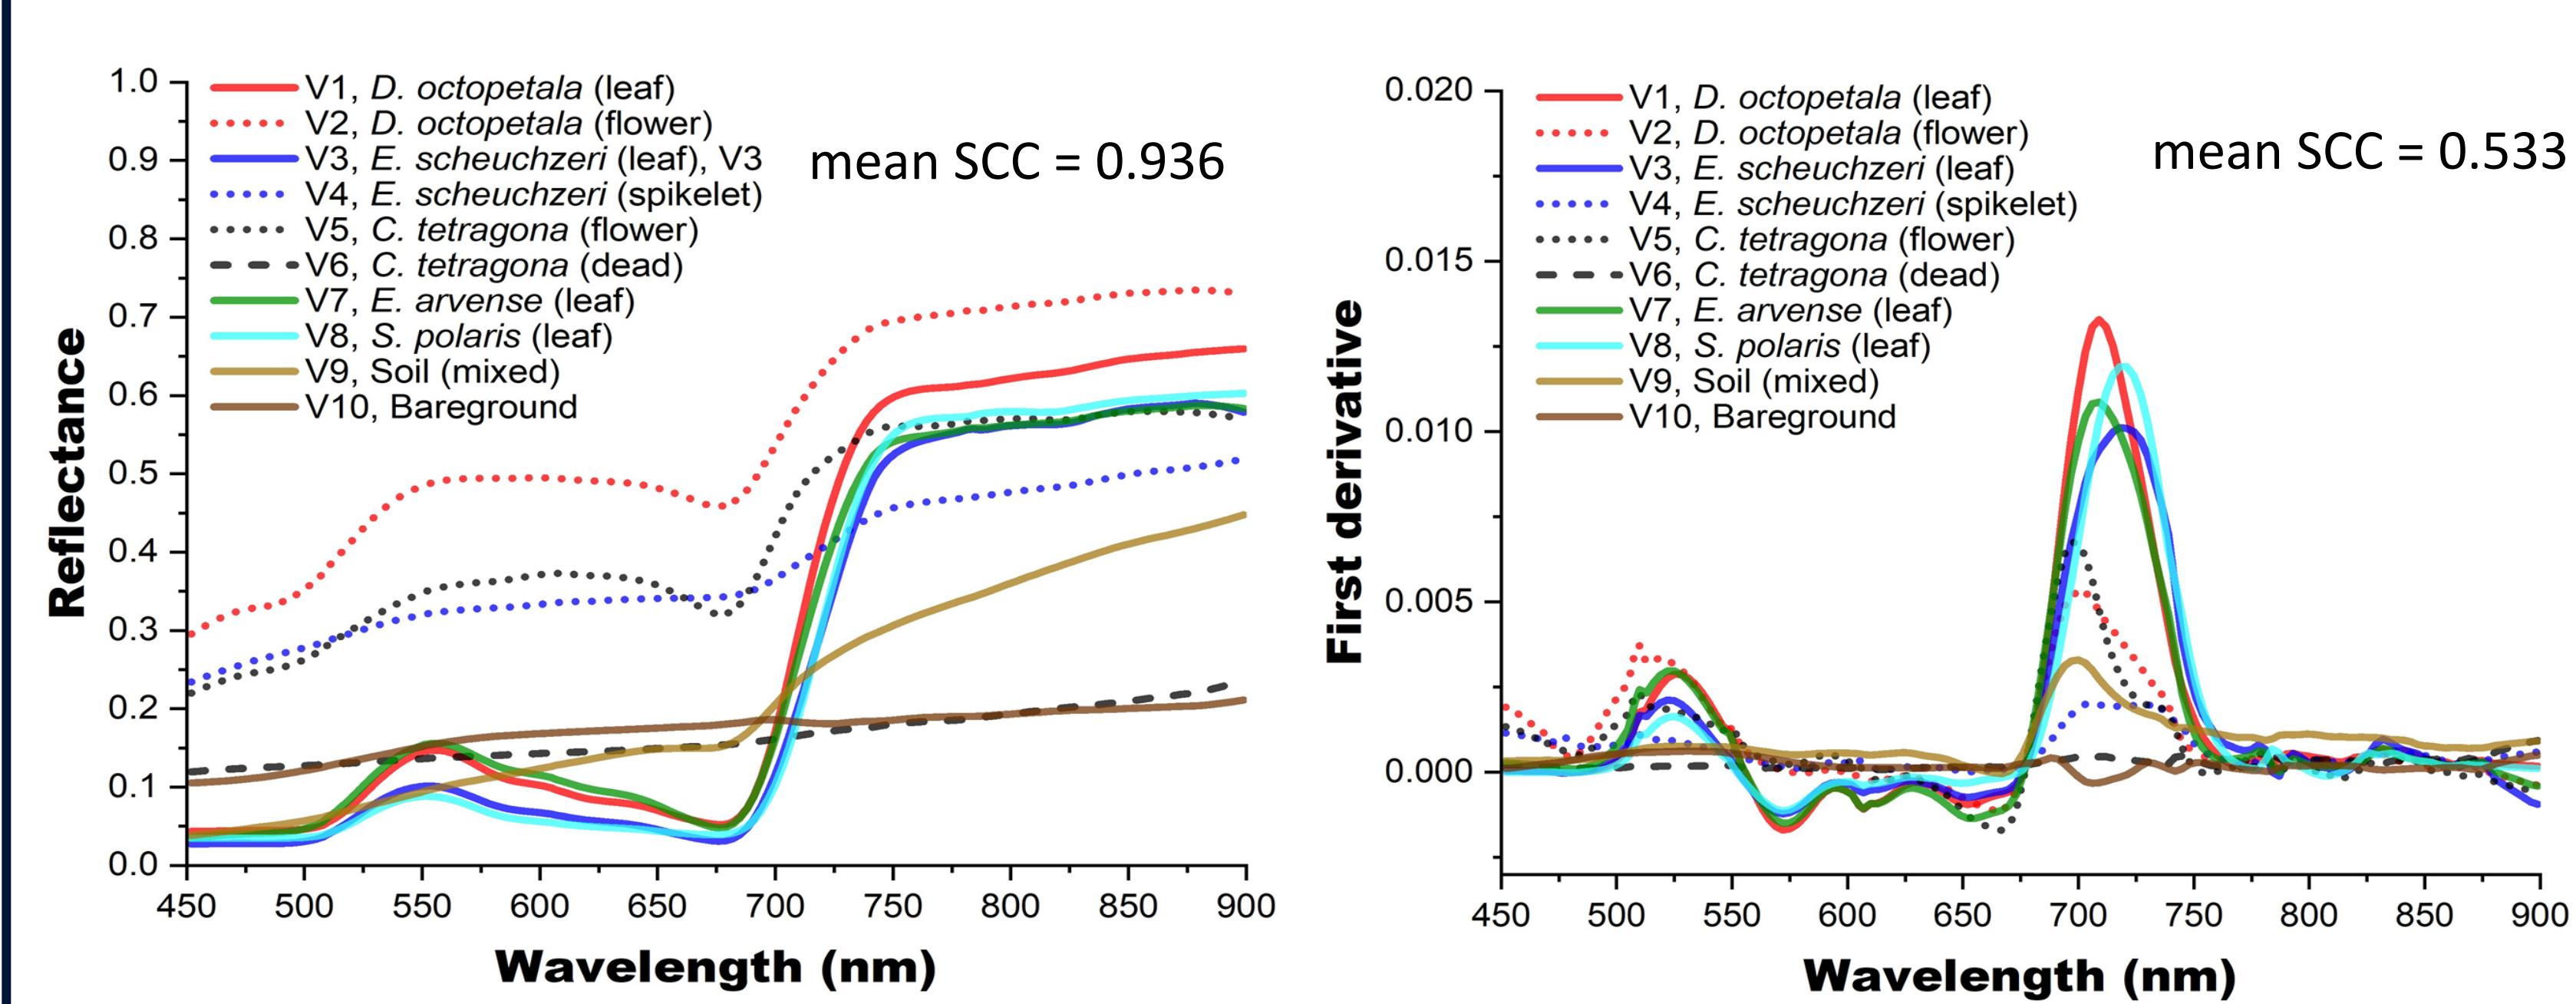 1.0
0.9
0.8
0.7
0.6
0.5
0.4
0.3
0.2
0.1
0.0
Reflectance
V1, D. octopetala (leaf)
V2, D. octopetala (flower)
V3, E. scheuchzeri (leaf), V3
V4, E. scheuchzeri (spikelet)
V5, C. tetragona (flower)
V6, C. tetragona (dead)
V7, E. arvense (leaf)
V8, S. polaris (leaf)
V9, Soil (mixed)
V10, Bareground
mean SCC = 0.936
450 500 550 600 650 700 750 800 850 900
Wavelength (nm)
0.020
0.015
0.010
0.005
0.000
First derivative
V1, D. octopetala (leaf)
V2, D. octopetala (flower)
V3, E. scheuchzeri (leaf)
V4, E. scheuchzeri (spikelet)
V5, C. tetragona (flower)
V6, C. tetragona (dead)
V7, E. arvense (leaf)
V8, S. polaris (leaf)
V9, Soil (mixed)
V10, Bareground
mean SCC = 0.533
450 500 550 600 650 700 750 800 850 900
Wavelength (nm)